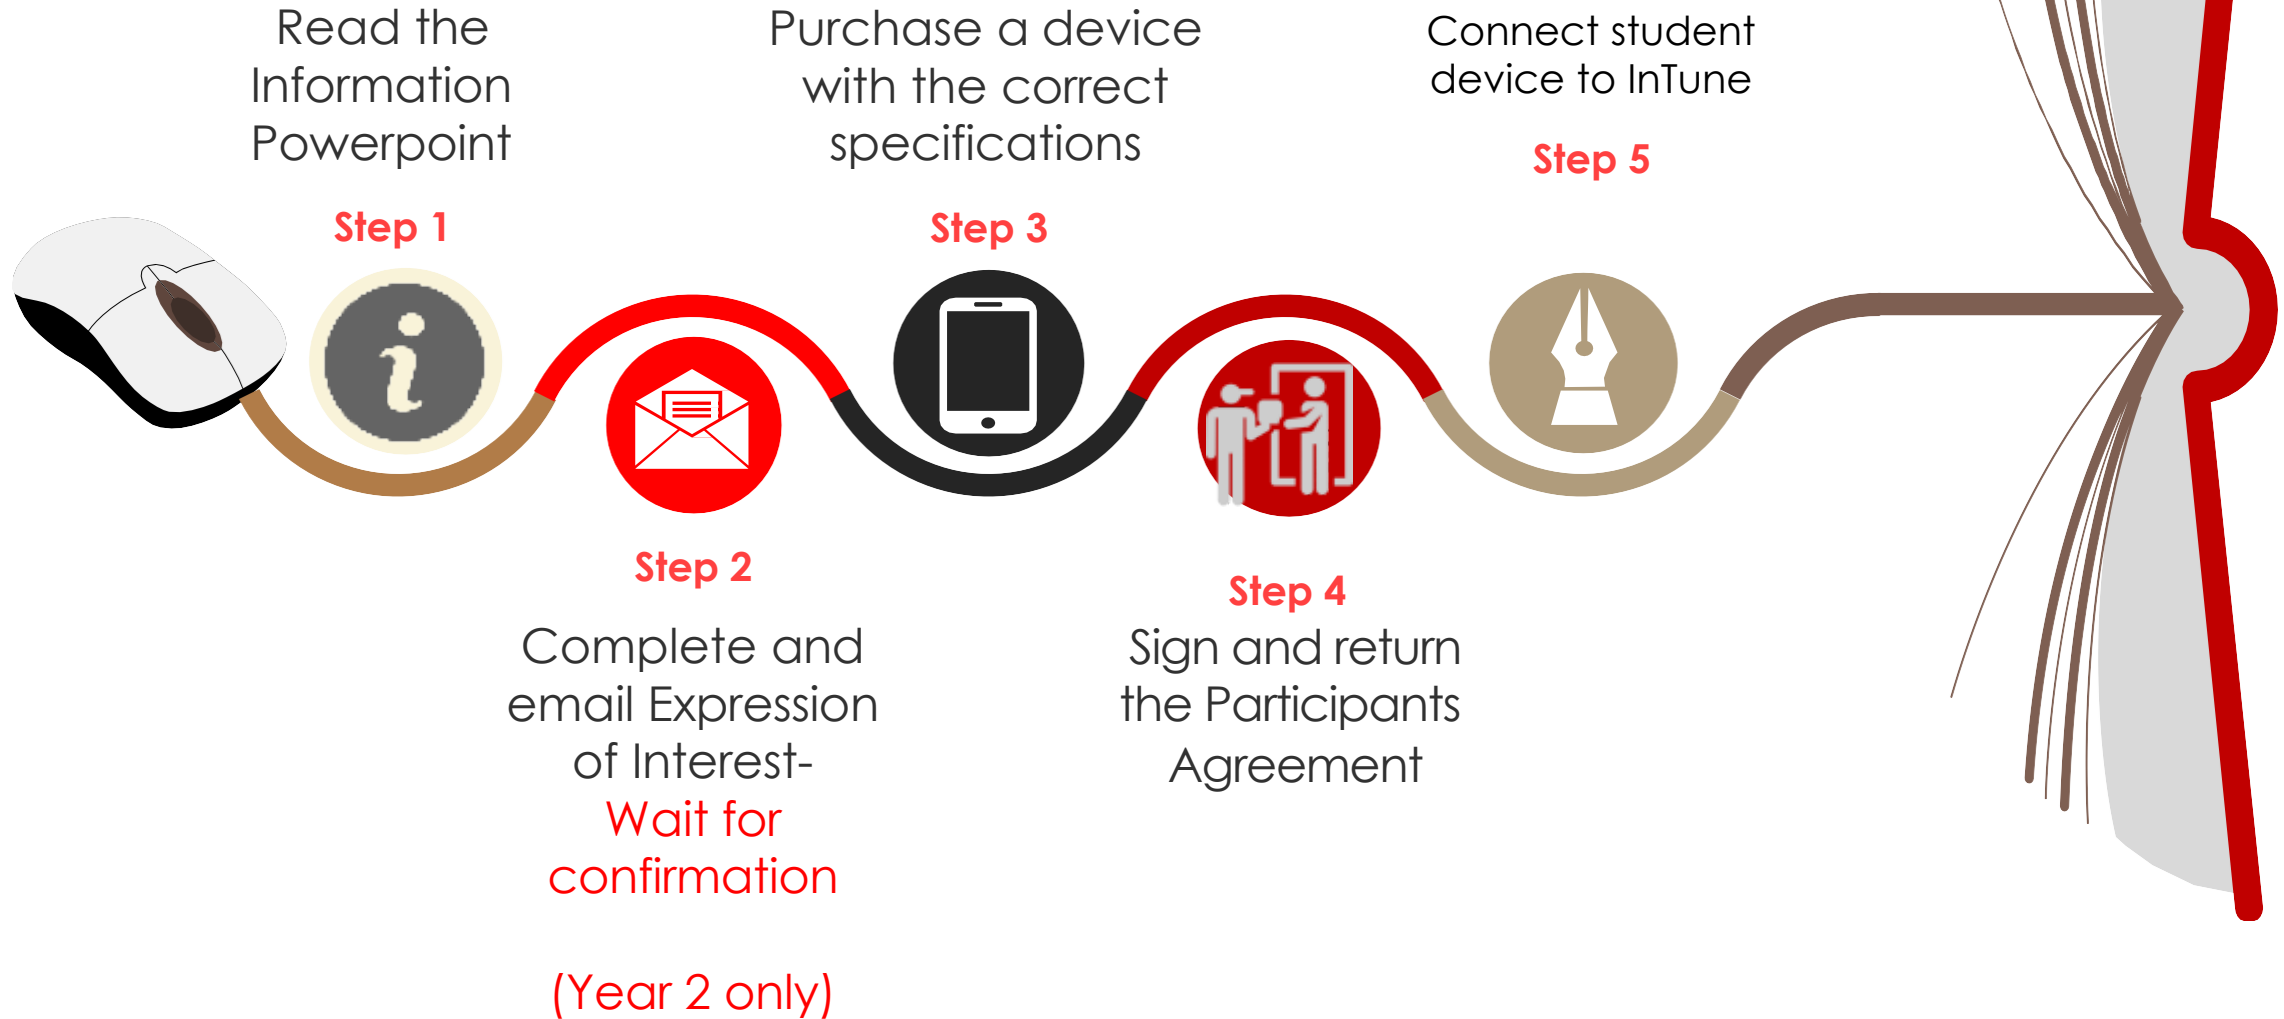 Read the
Information
Powerpoint
Step 1
Step 2
Complete and
email Expression
of Interest-
Wait for
confirmation
(Year 2 only)
Purchase a device
with the correct
specifications
Step 3
Step 4
Sign and return
the Participants
Agreement
Connect student
device to InTune
Step 5